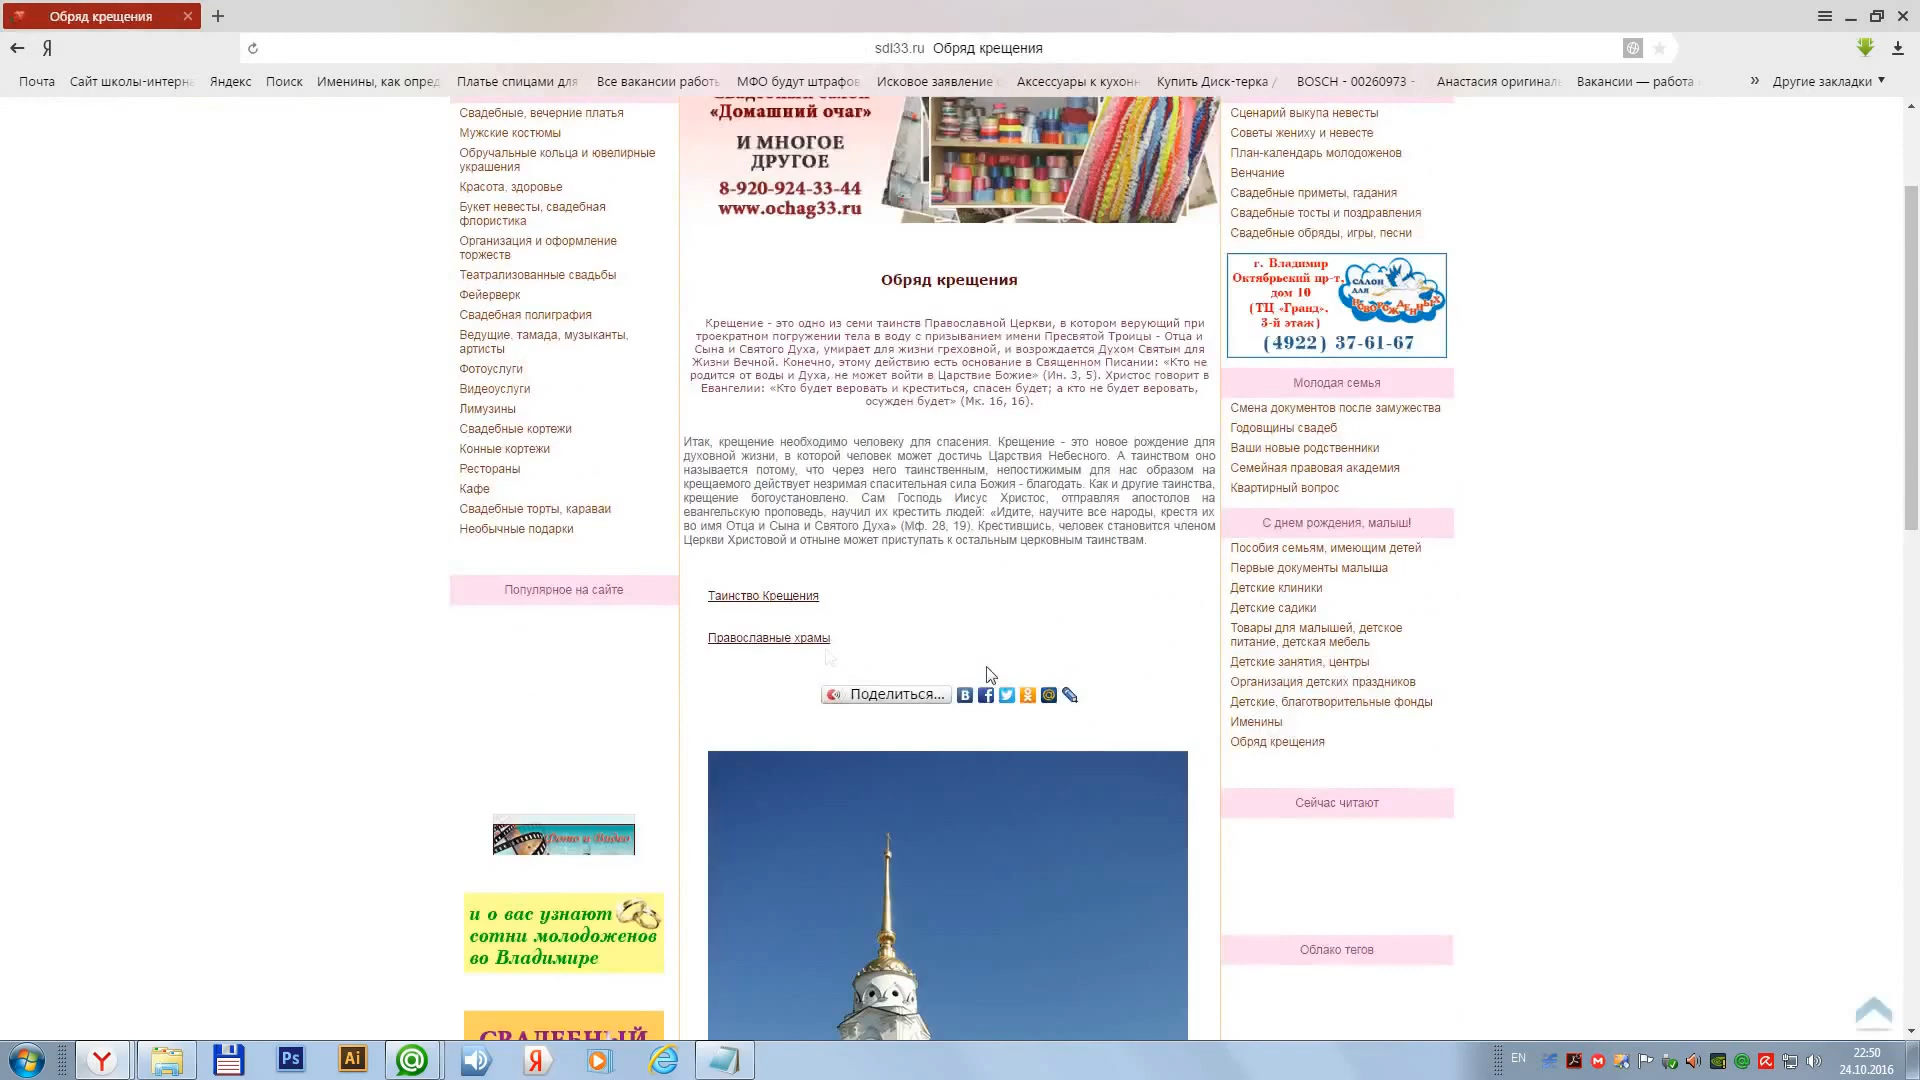 Обряд крещения
sdl33.ru Обряд крещения
Почта
Сайт школы-интерна
Яндекс
Поиск
Именины, как опред
Платье спицами для
Все вакансии работь
МФО будут штрафов
Исковое заявление
Аксессуары к кухонн
Купить Диск-терка /
BOSCH - 00260973 -
Анастасия оригинал
Вакансии — работа
» Другие закладки
Свадебные, вечерние платья
Мужские костюмы
Обручальные кольца и ювелирные
украшения
Красота, здоровье
Букет невесты, свадебная
флористика
Организация и оформление
торжеств
Театрализованные свадьбы
Фейерверк
Свадебная полиграфия
Ведущие, тамада, музыканты,
артисты
Фотоуслуги
Видеоуслуги
Лимузины
Свадебные кортежи
Конные кортежи
Рестораны
Кафе
Свадебные торты, караваи
Необычные подарки
Популярное на сайте
Фото и Видео
и о вас узнают
сотни молодоженов
во Владимире
СВАДЕБНЫЙ
«Домашний очаг»
И МНОГОЕ
ДРУГОЕ
8-920-924-33-44
www.ochag33.ru
Обряд крещения
Крещение - это одно из семи таинств Православной Церкви, в котором верующий при
троекратном погружении тела в воду с призыванием имени Пресвятой Троицы - Отца и
Сына и Святого Духа, умирает для жизни греховной, и возрождается Духом Святым для
Жизни Вечной. Конечно, этому действию есть основание в Священном Писании: «Кто не
родится от воды и Духа, не может войти в Царствие Божие» (Ин. 3, 5). Христос говорит в
Евангелии: «Кто будет веровать и креститься, спасен будет; а кто не будет веровать,
осужден будет» (Мк. 16, 16).
Итак, крещение необходимо человеку для спасения. Крещение - это новое рождение для
духовной жизни, в которой человек может достичь Царствия Небесного. А таинством оно
называется потому, что через него таинственным, непостижимым для нас образом на
крещаемого действует незримая спасительная сила Божия - благодать. Как и другие таинства,
крещение богоустановлено. Сам Господь Иисус Христос, отправляя апостолов на
евангельскую проповедь, научил их крестить людей: «Идите, научите все народы, крестя их
во имя Отца и Сына и Святого Духа» (Мф. 28, 19). Крестившись, человек становится членом
Церкви Христовой и отныне может приступать к остальным церковным таинствам.
Таинство Крещения
Православные храмы
Поделиться...
Сценарий выкупа невесты
Советы жениху и невесте
План-календарь молодоженов
Венчание
Свадебные приметы, гадания
Свадебные тосты и поздравления
Свадебные обряды, игры, песни
г. Владимир
Октябрьский пр-т,
дом 10
(ТЦ «Гранд»,
3-й этаж)
САЛОН
ДЛЯ
НОВОРОЖДЕННЫХ
(4922) 37-61-67
Молодая семья
Смена документов после замужества
Годовщины свадеб
Ваши новые родственники
Семейная правовая академия
Квартирный вопрос
С днем рождения, малыш!
Пособия семьям, имеющим детей
Первые документы малыша
Детские клиники
Детские садики
Товары для малышей, детское
питание, детская мебель
Детские занятия, центры
Организация детских праздников
Детские, благотворительные фонды
Именины
Обряд крещения
Сейчас читают
Облако тегов
Ps
Ai
EN
22:50
24.10.2016